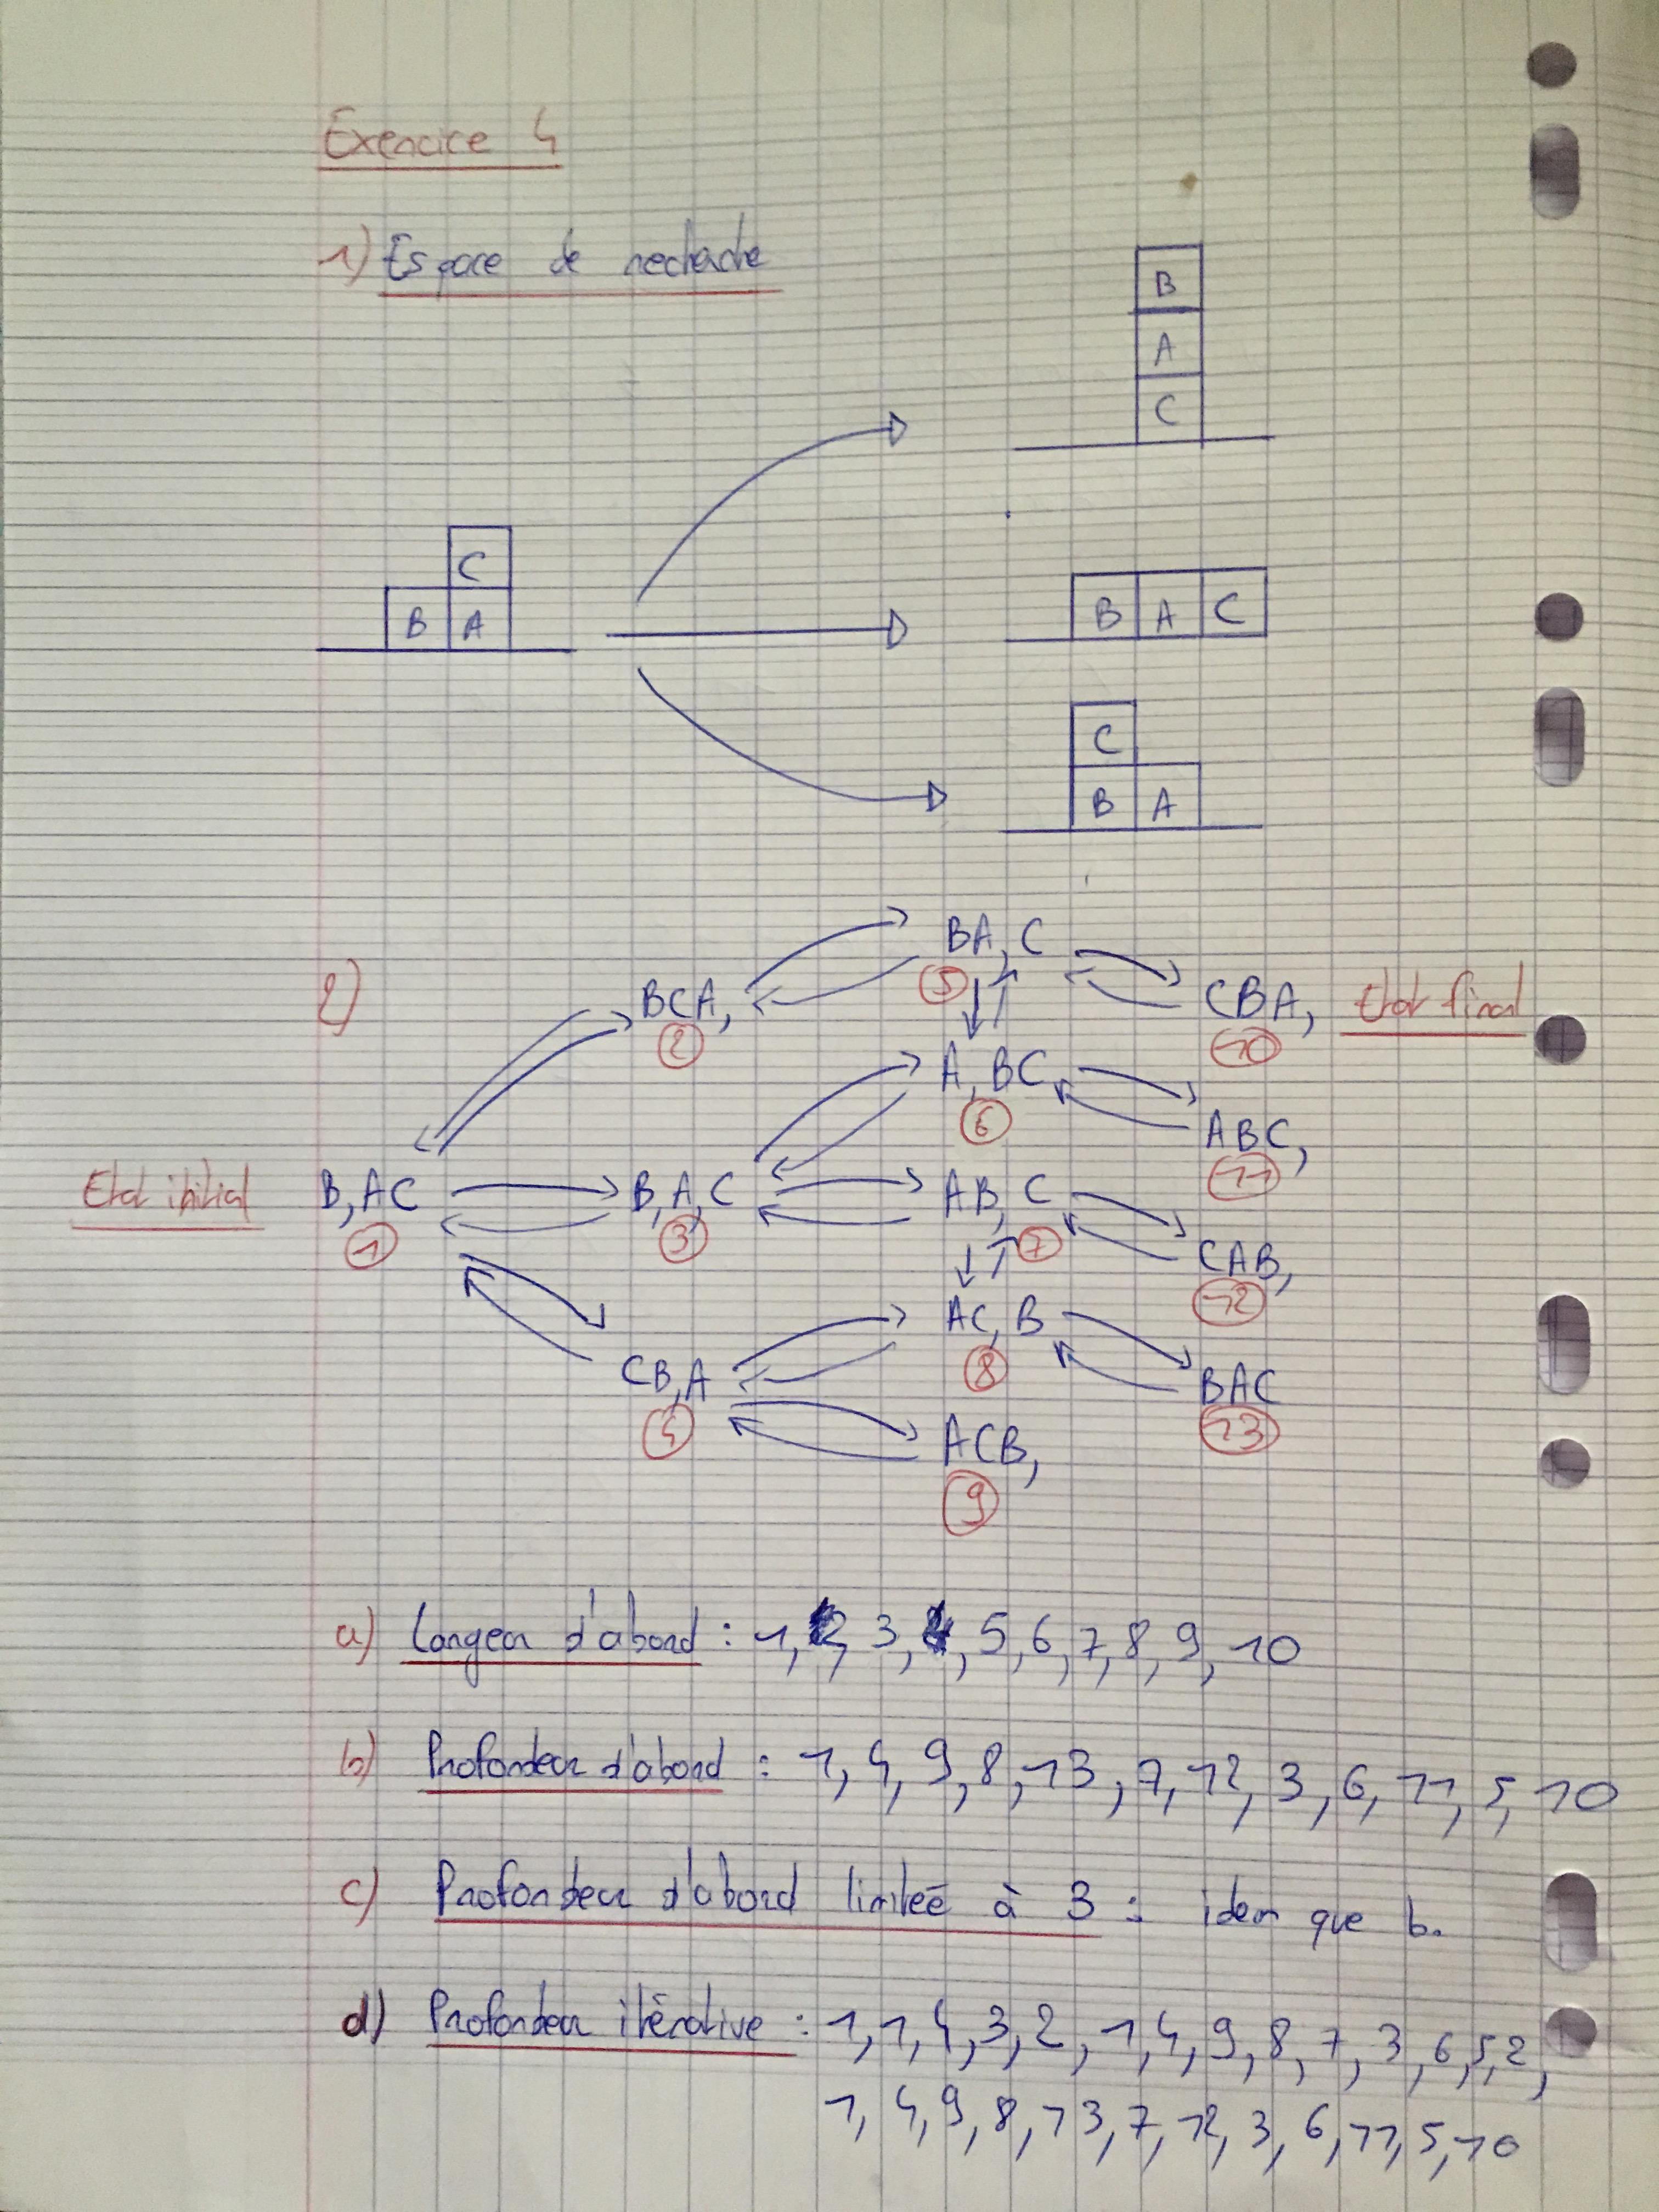 Exercice 4
1) Espace de recherche
B
A
C
C
B A
B A C
C
B A
2)
BA, C
5
BCA,
2
CBA, Etat final
10
A, BC
6
ABC,
11
Etat initial B,AC
1
B,A,C
3
AB, C
7
CAB,
12
AC, B
8
CB,A
4
BAC
13
ACB,
9
a) Largeur d'abord : 1, 2, 3, 4, 5, 6, 7, 8, 9, 10
b) Profondeur d'abord : 1, 4, 9, 8, 13, 7, 12, 3, 6, 11, 5, 10
c) Profondeur d'abord limiteé à 3 : idem que b.
d) Profondeur itérative : 1, 1, 4, 3, 2, 1, 4, 9, 8, 7, 3, 6, 5, 2,
1, 4, 9, 8, 13, 7, 12, 3, 6, 11, 5, 10